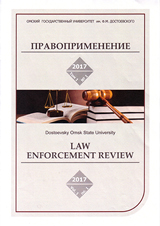 ОМСКИЙ ГОСУДАРСТВЕННЫЙ УНИВЕРСИТЕТ им. Ф.М. ДОСТОЕВСКОГО
ПРАВОПРИМЕНЕНИЕ
2017
Dostoevsky Omsk State University
LAW
ENFORCEMENT REVIEW
2017